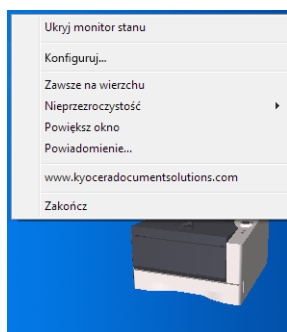 Ukryj monitor stanu
Konfiguruj...
Zawsze na wierzchu
Nieprzezroczystość
Powiększ okno
Powiadomienie...
www.kyoceradocumentsolutions.com
Zakończ